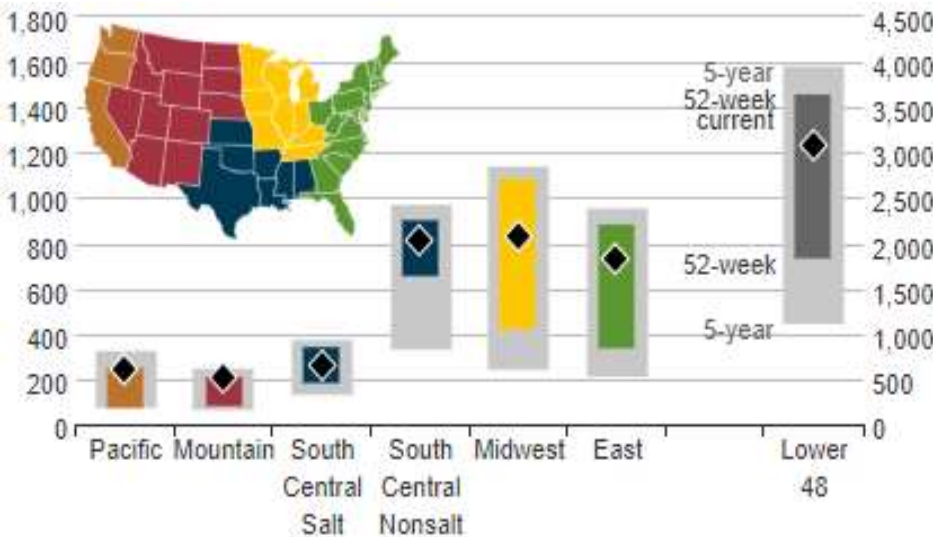 1,800
1,600
1,400
1,200
1,000
800
600
400
200
0
4,500
4,000
3,500
3,000
2,500
2,000
1,500
1,000
500
0
5-year
52-week
current
52-week
5-year
Pacific
Mountain
South
Central
Salt
South
Central
Nonsalt
Midwest
East
Lower
48